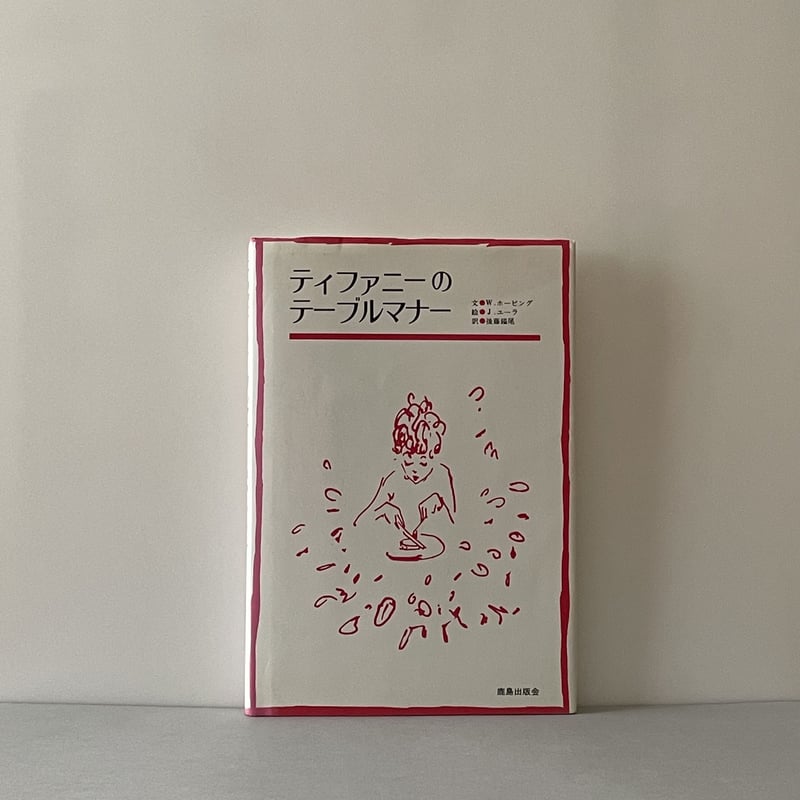 ティファニーの
テーブルマナー
文●W.ホービング
絵●J.ユーラ
訳●後藤鎰尾
鹿島出版会